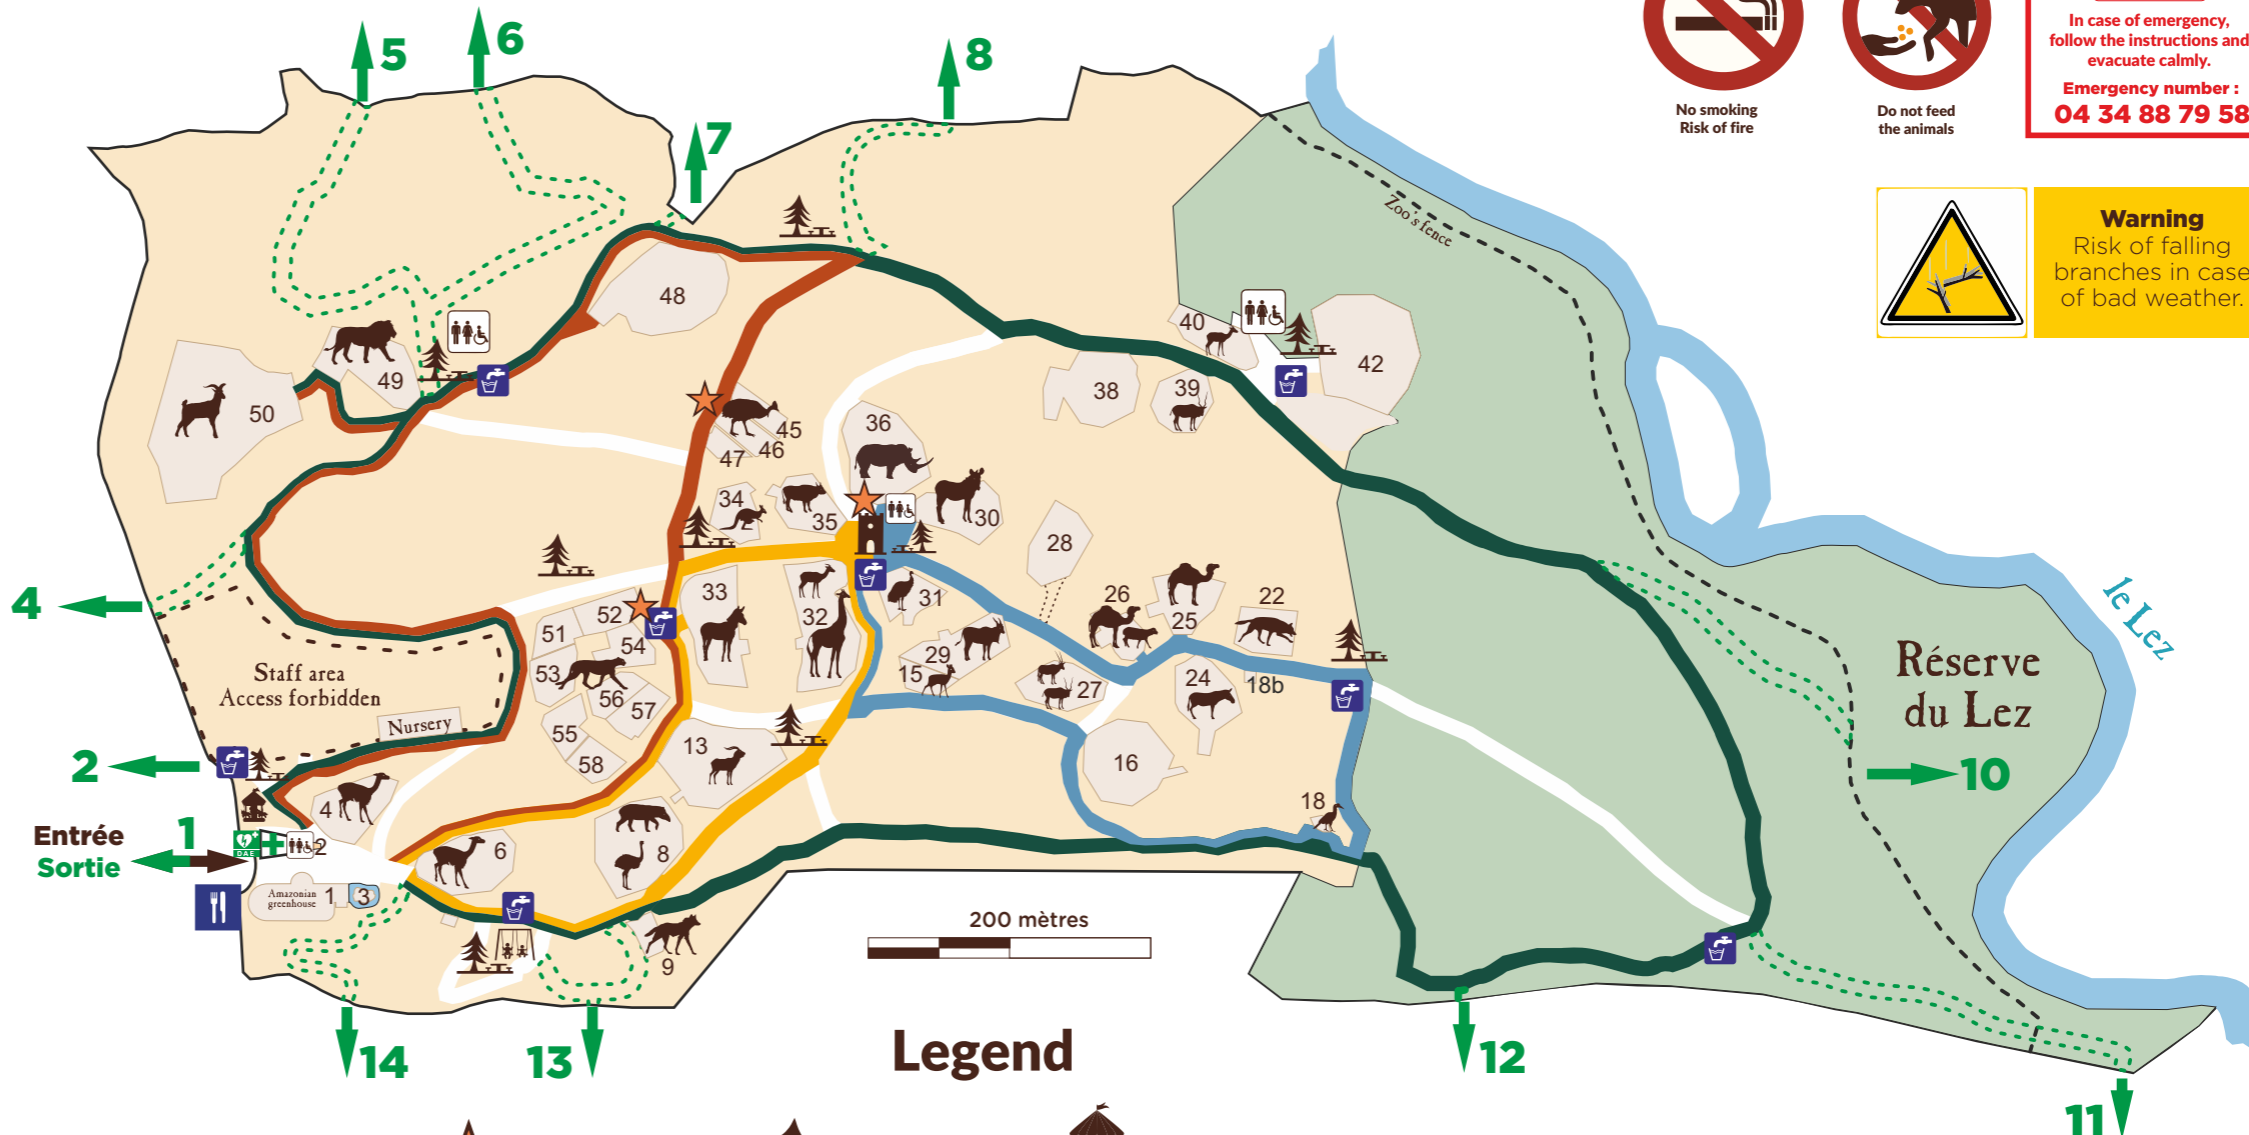 5
6
7
8
No smoking
Risk of fire
Do not feed
the animals
In case of emergency,
follow the instructions and
evacuate calmly.
Emergency number :
04 34 88 79 58
Warning
Risk of falling
branches in case
of bad weather.
Zoo's fence
48
49
50
40
42
38
39
36
45
46
47
34
35
30
28
4
33
32
31
26
25
22
52
51
54
53
56
57
55
58
29
15
27
24
18b
16
18
13
Staff area
Access forbidden
Nursery
le Lez
Réserve
du Lez
2
10
4
Entrée
1
Sortie
DAE
2
6
8
Amazonian
greenhouse
1
3
9
200 mètres
14
13
12
11
Legend